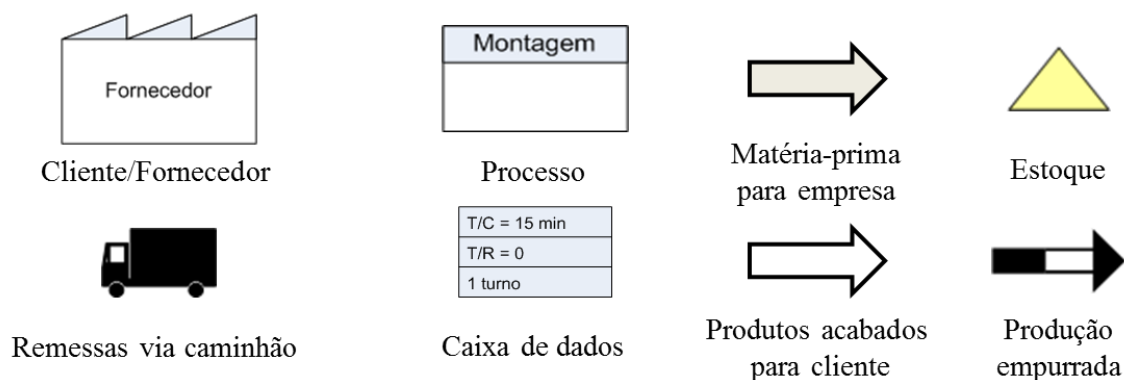 Fornecedor
Cliente/Fornecedor
Montagem
Processo
Matéria-prima
para empresa
Estoque
Remessas via caminhão
T/C = 15 min
T/R = 0
1 turno
Caixa de dados
Produtos acabados
para cliente
Produção
empurrada